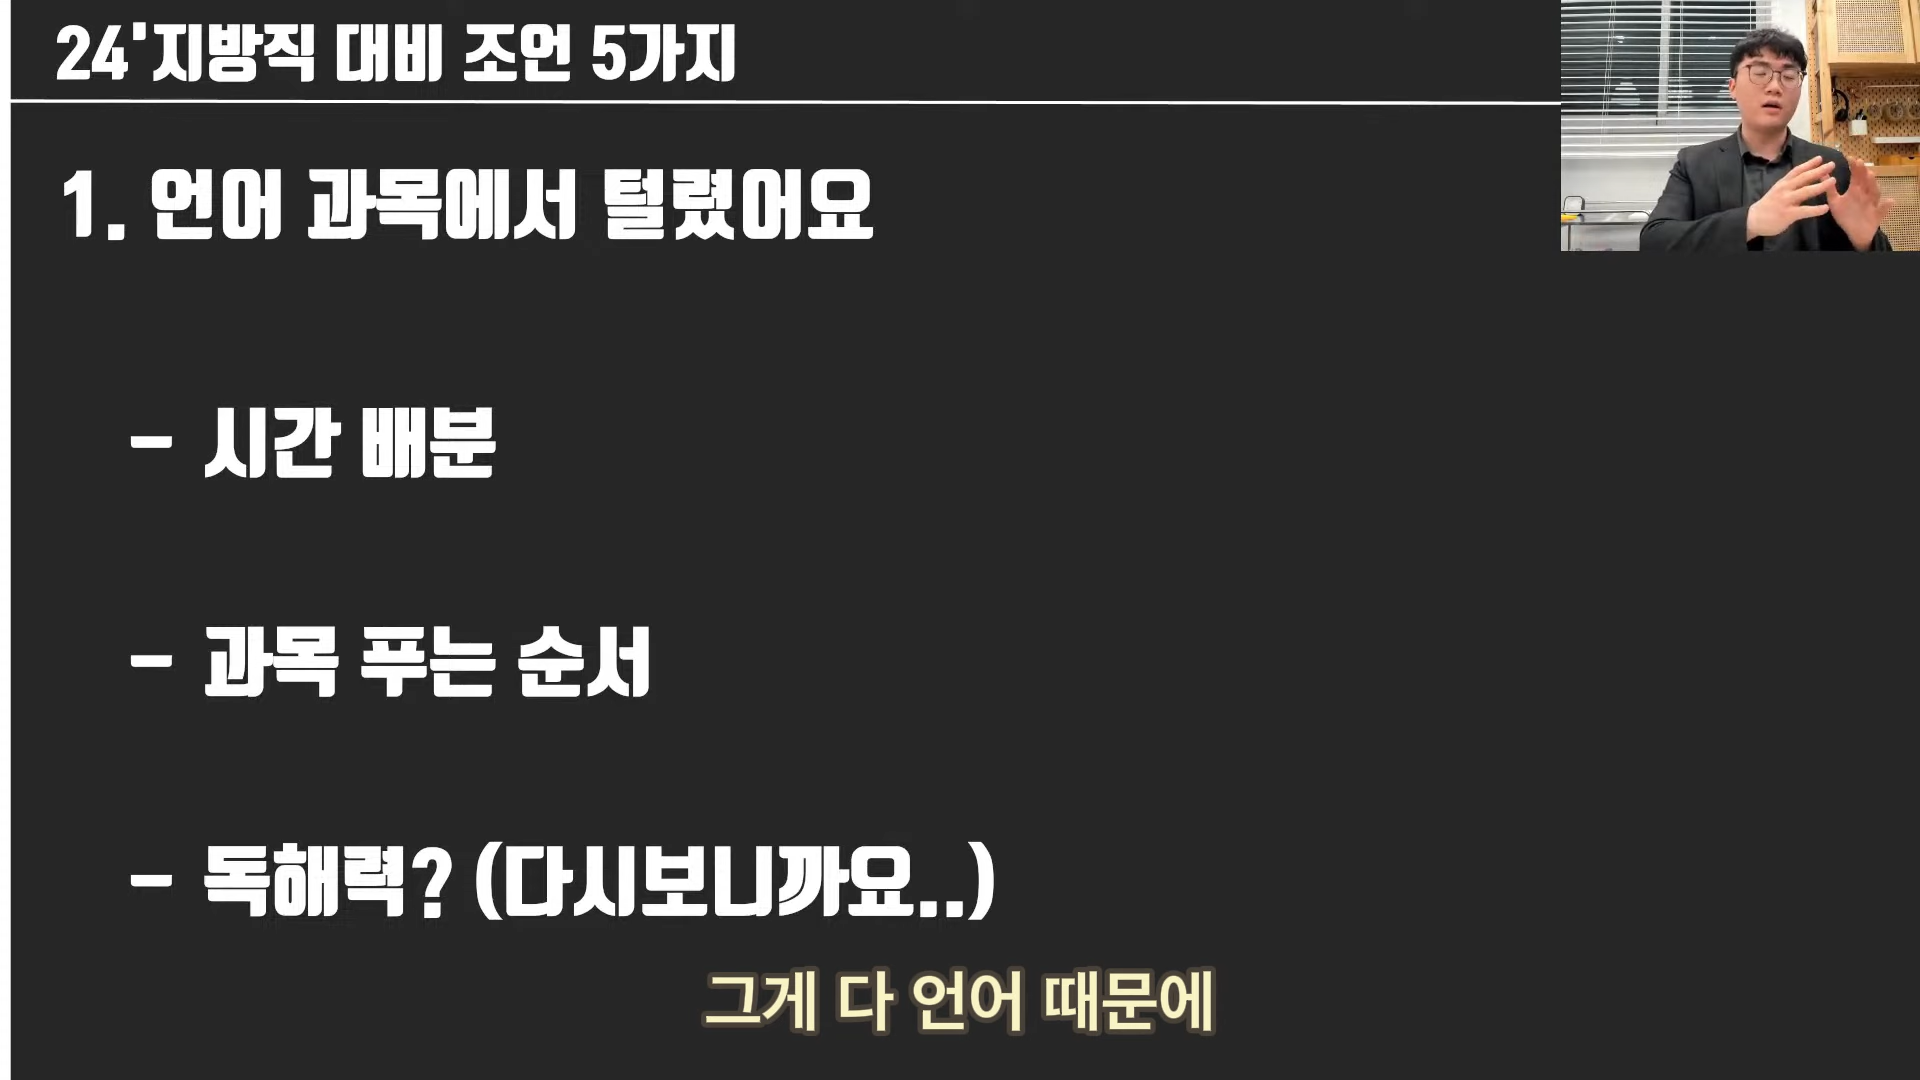 24'지방직 대비 조언 5가지
1. 언어 과목에서 털렸어요
- 시간 배분
- 과목 푸는 순서
- 독해력? (다시보니까요..)
그게 다 언어 때문에